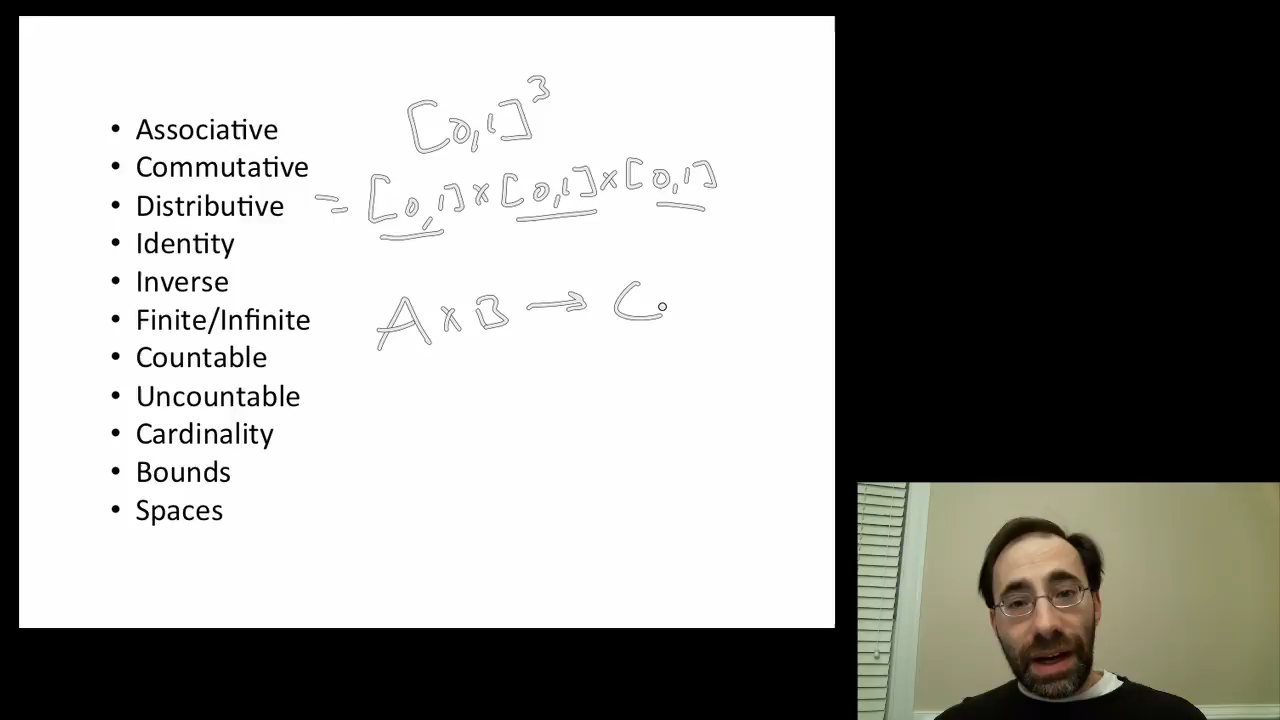 • Associative
• Commutative
• Distributive
• Identity
• Inverse
• Finite/Infinite
• Countable
• Uncountable
• Cardinality
• Bounds
• Spaces
[0,1]³
= [0,1] × [0,1] × [0,1]
A × B → C